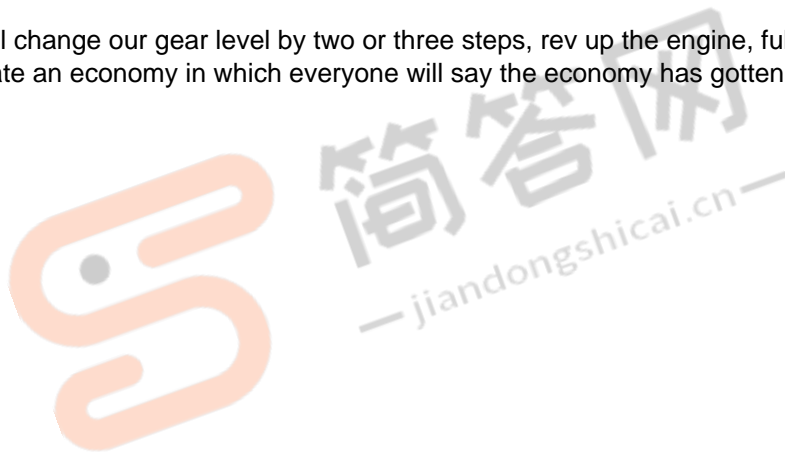 l change our gear level by two or three steps, rev up the engine, ful
ate an economy in which everyone will say the economy has gotten
简答网
jiandongshicai.cn